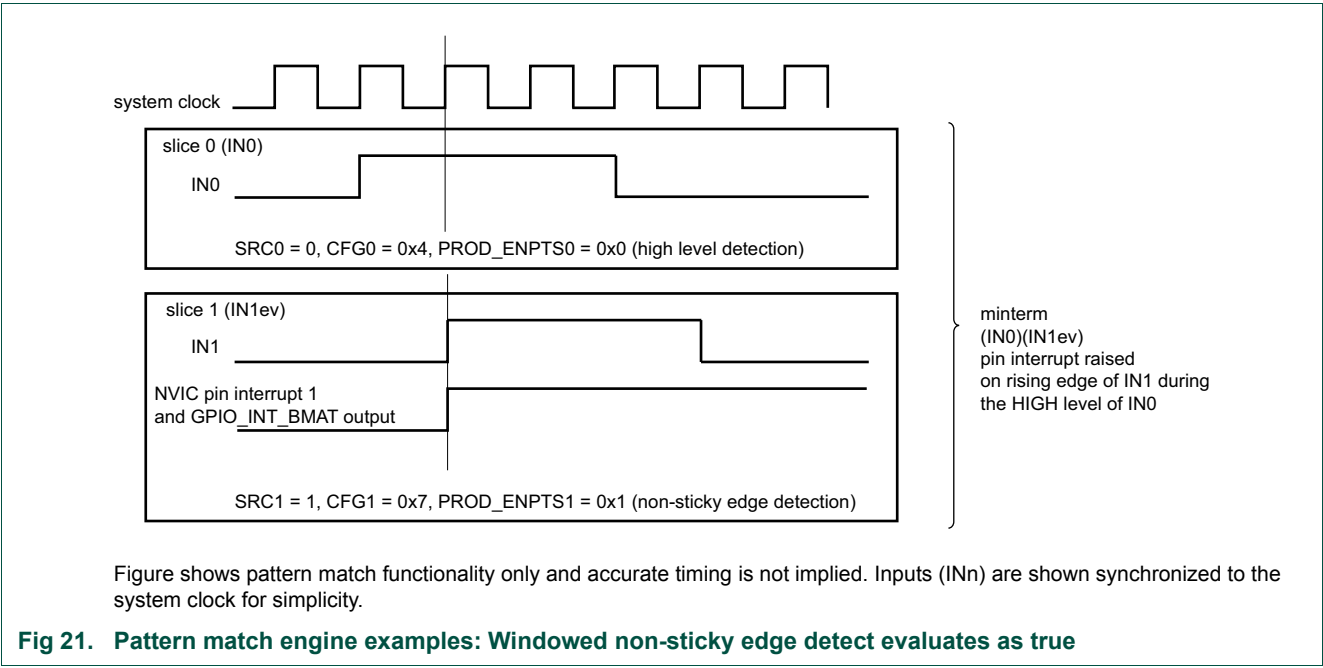 system clock
slice 0 (IN0)
IN0
SRC0 = 0, CFG0 = 0x4, PROD_ENPTS0 = 0x0 (high level detection)
slice 1 (IN1ev)
IN1
NVIC pin interrupt 1
and GPIO_INT_BMAT output
SRC1 = 1, CFG1 = 0x7, PROD_ENPTS1 = 0x1 (non-sticky edge detection)
minterm
(IN0)(IN1ev)
pin interrupt raised
on rising edge of IN1 during
the HIGH level of IN0
Figure shows pattern match functionality only and accurate timing is not implied. Inputs (INn) are shown synchronized to the
system clock for simplicity.
Fig 21. Pattern match engine examples: Windowed non-sticky edge detect evaluates as true